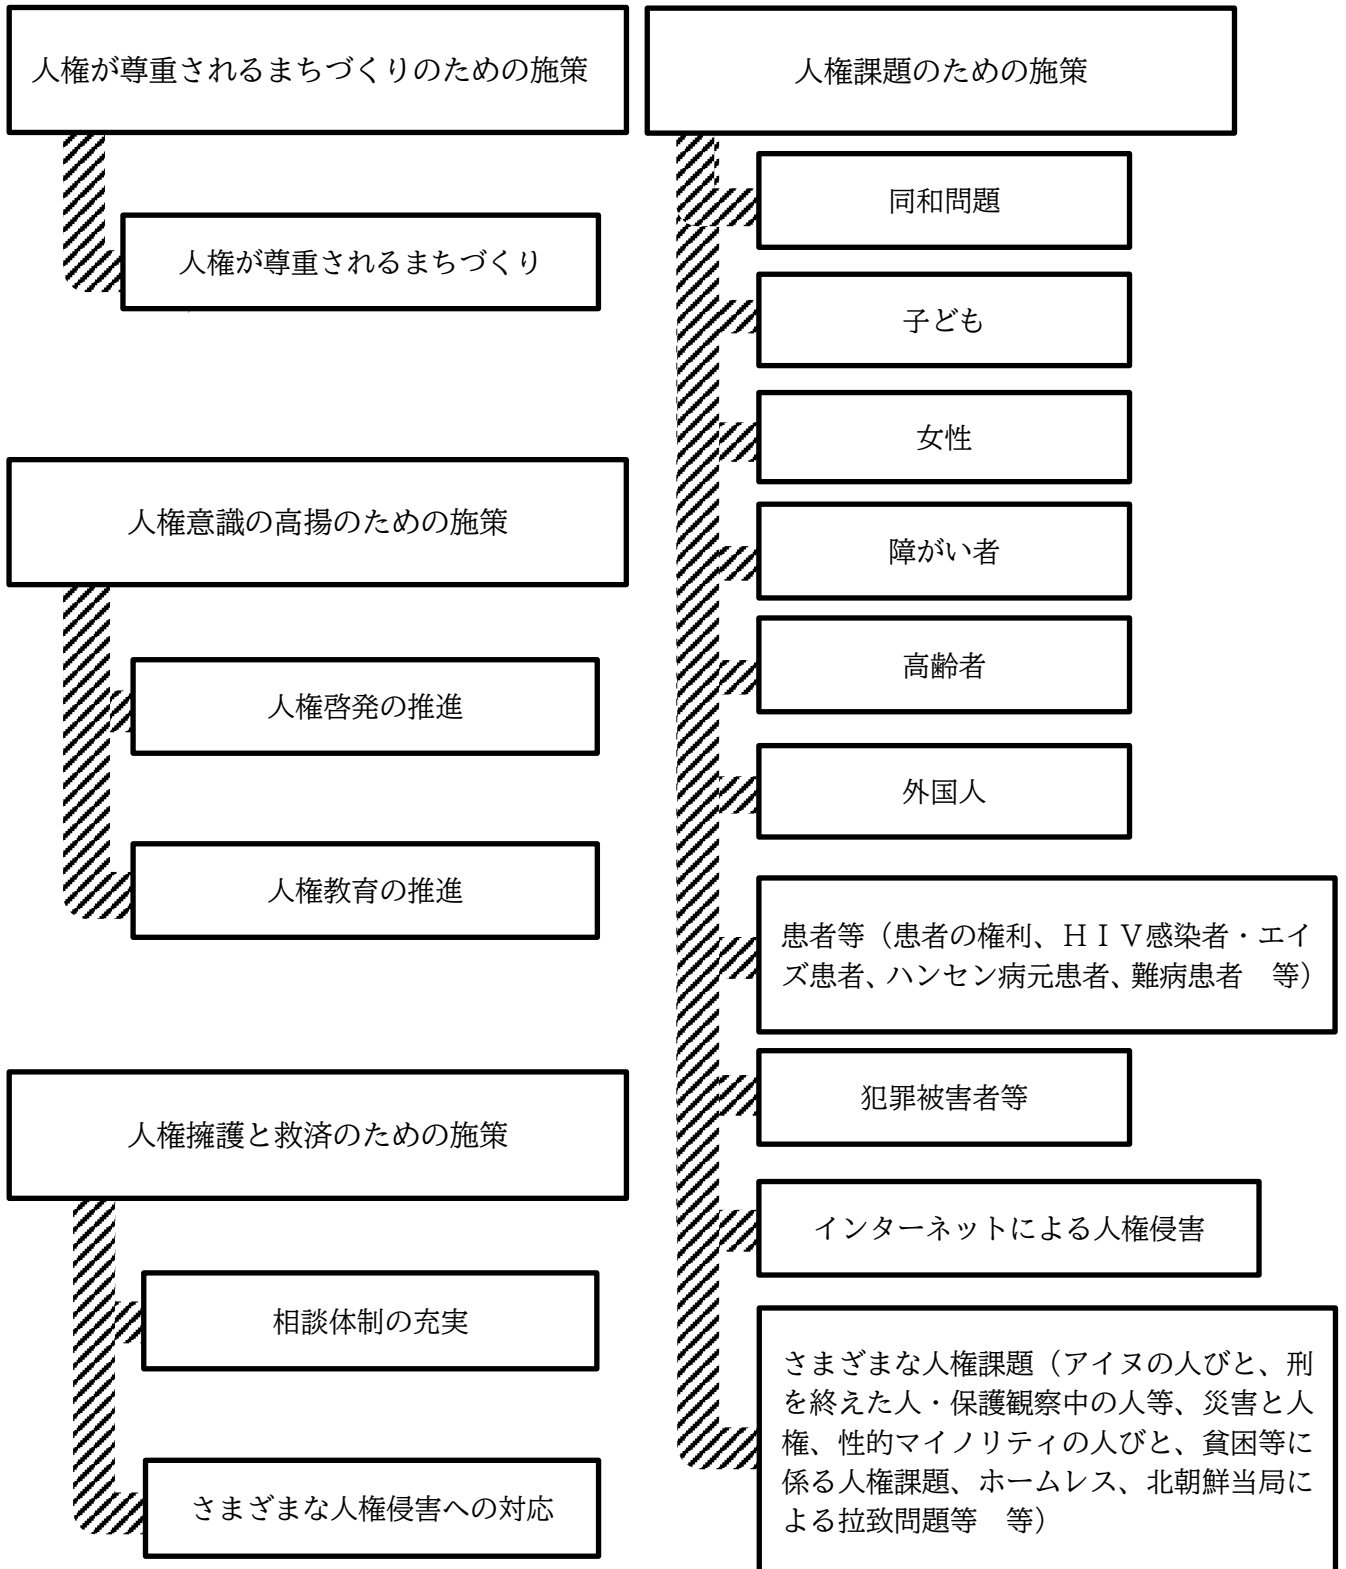 人権が尊重されるまちづくりのための施策
人権が尊重されるまちづくり
人権意識の高揚のための施策
人権啓発の推進
人権教育の推進
人権擁護と救済のための施策
相談体制の充実
さまざまな人権侵害への対応
人権課題のための施策
同和問題
子ども
女性
障がい者
高齢者
外国人
患者等（患者の権利、ＨＩＶ感染者・エイ
ズ患者、ハンセン病元患者、難病患者　等）
犯罪被害者等
インターネットによる人権侵害
さまざまな人権課題（アイヌの人びと、刑
を終えた人・保護観察中の人等、災害と人
権、性的マイノリティの人びと、貧困等に
係る人権課題、ホームレス、北朝鮮当局に
よる拉致問題等　等）